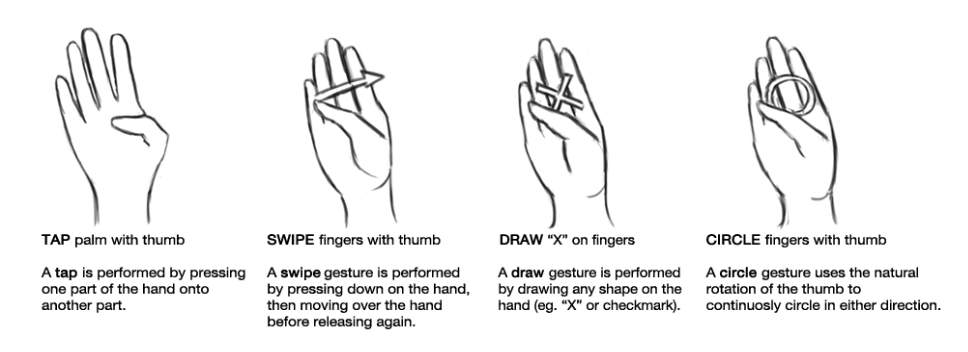 TAP palm with thumb
A tap is performed by pressing
one part of the hand onto
another part.
SWIPE fingers with thumb
A swipe gesture is performed
by pressing down on the hand,
then moving over the hand
before releasing again.
DRAW “X” on fingers
A draw gesture is performed
by drawing any shape on the
hand (eg. “X” or checkmark).
CIRCLE fingers with thumb
A circle gesture uses the natural
rotation of the thumb to
continuosly circle in either direction.